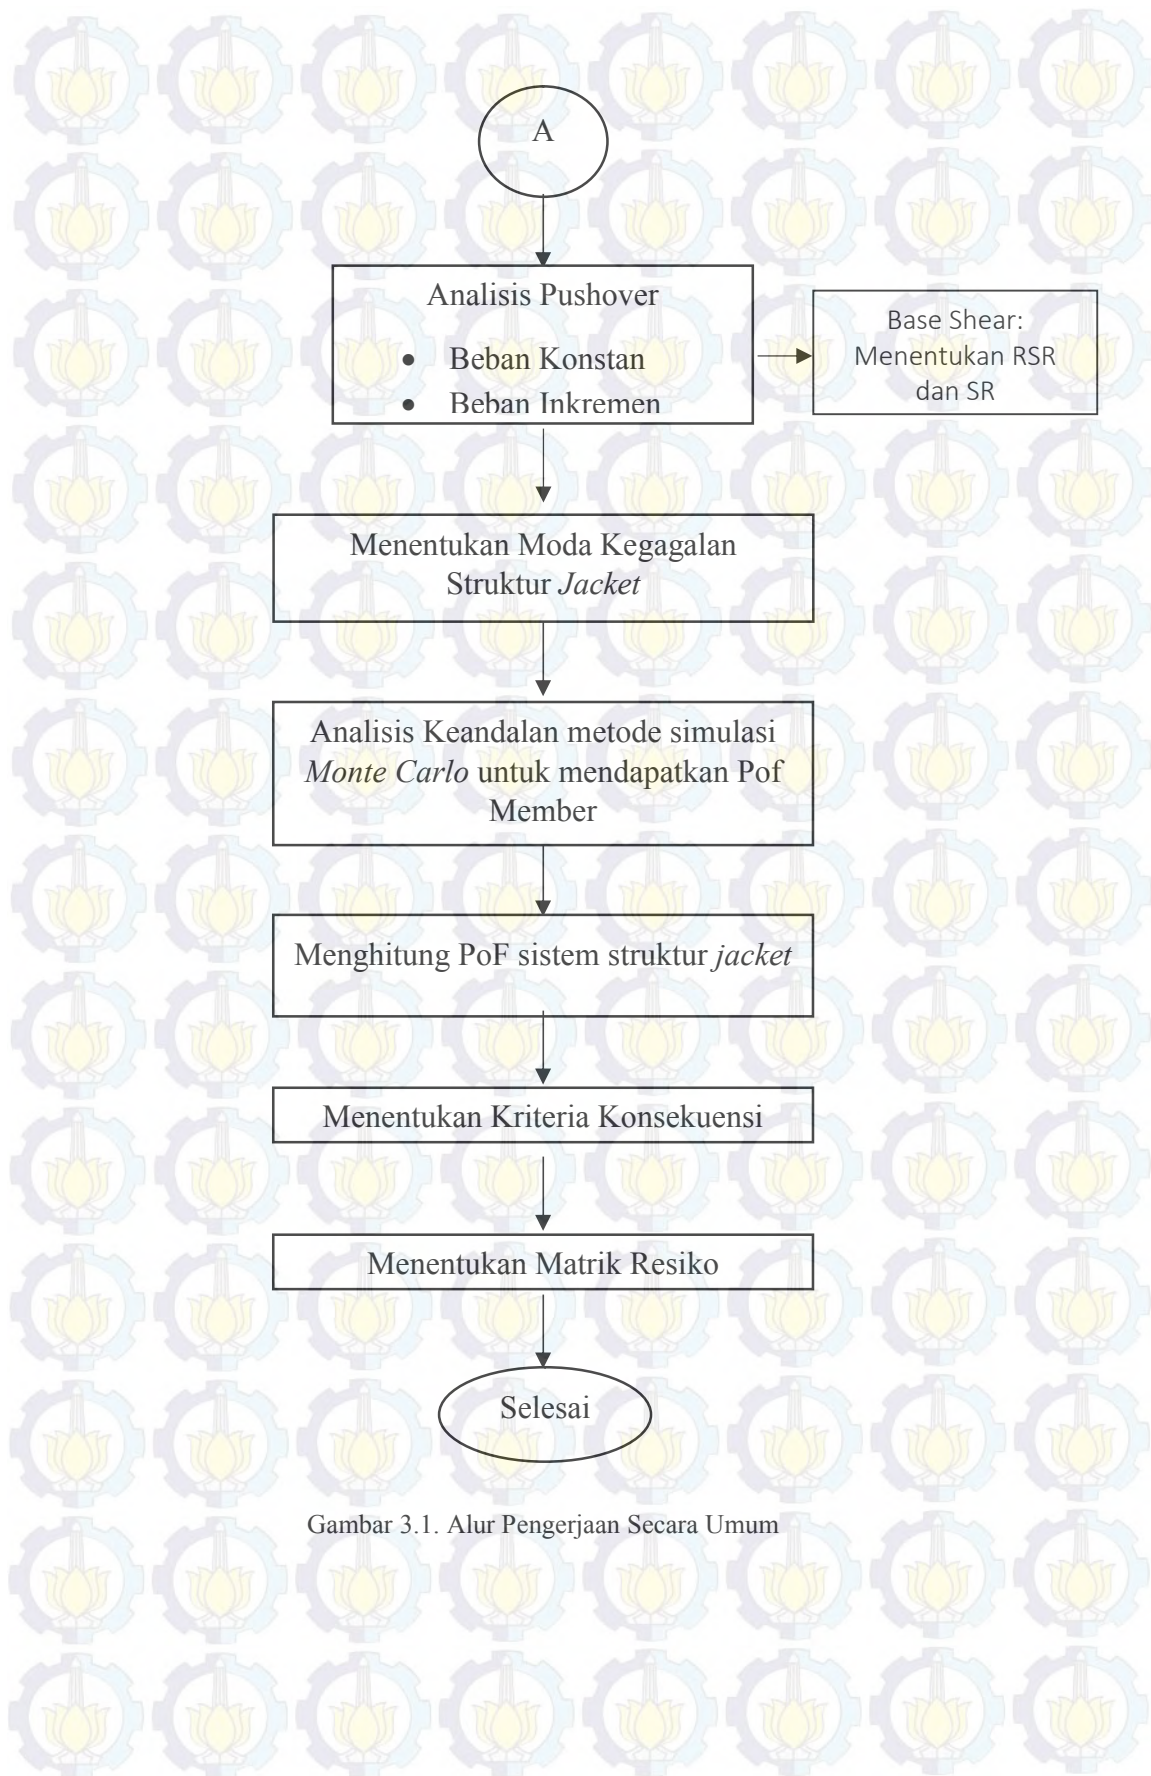 A
Analisis Pushover
• Beban Konstan
• Beban Inkremen
Base Shear:
Menentukan RSR
dan SR
Menentukan Moda Kegagalan
Struktur Jacket
Analisis Keandalan metode simulasi
Monte Carlo untuk mendapatkan Pof
Member
Menghitung PoF sistem struktur jacket
Menentukan Kriteria Konsekuensi
Menentukan Matrik Resiko
Selesai
Gambar 3.1. Alur Pengerjaan Secara Umum